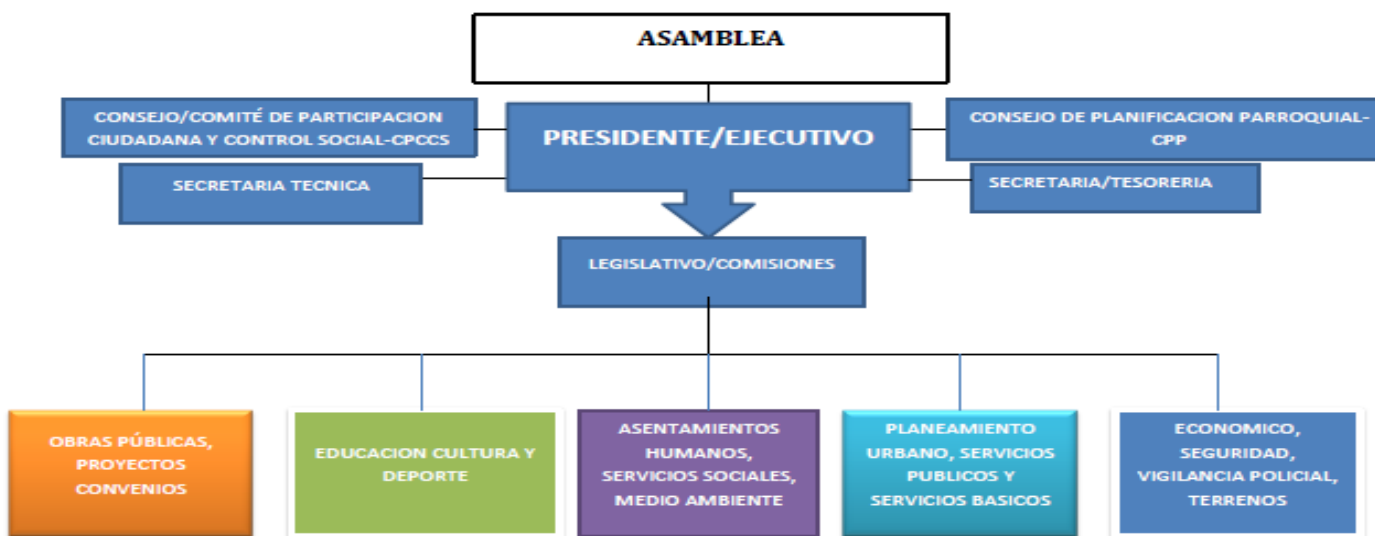 ASAMBLEA
CONSEJO/COMITÉ DE PARTICIPACION
CIUDADANA Y CONTROL SOCIAL-CPCCS
PRESIDENTE/EJECUTIVO
CONSEJO DE PLANIFICACION PARROQUIAL-
CPP
SECRETARIA TECNICA
SECRETARIA/TESORERIA
LEGISLATIVO/COMISIONES
OBRAS PÚBLICAS,
PROYECTOS
CONVENIOS
EDUCACION CULTURA Y
DEPORTE
ASENTAMIENTOS
HUMANOS,
SERVICIOS SOCIALES,
MEDIO AMBIENTE
PLANEAMIENTO
URBANO, SERVICIOS
PUBLICOS Y
SERVICIOS BASICOS
ECONOMICO,
SEGURIDAD,
VIGILANCIA POLICIAL,
TERRENOS